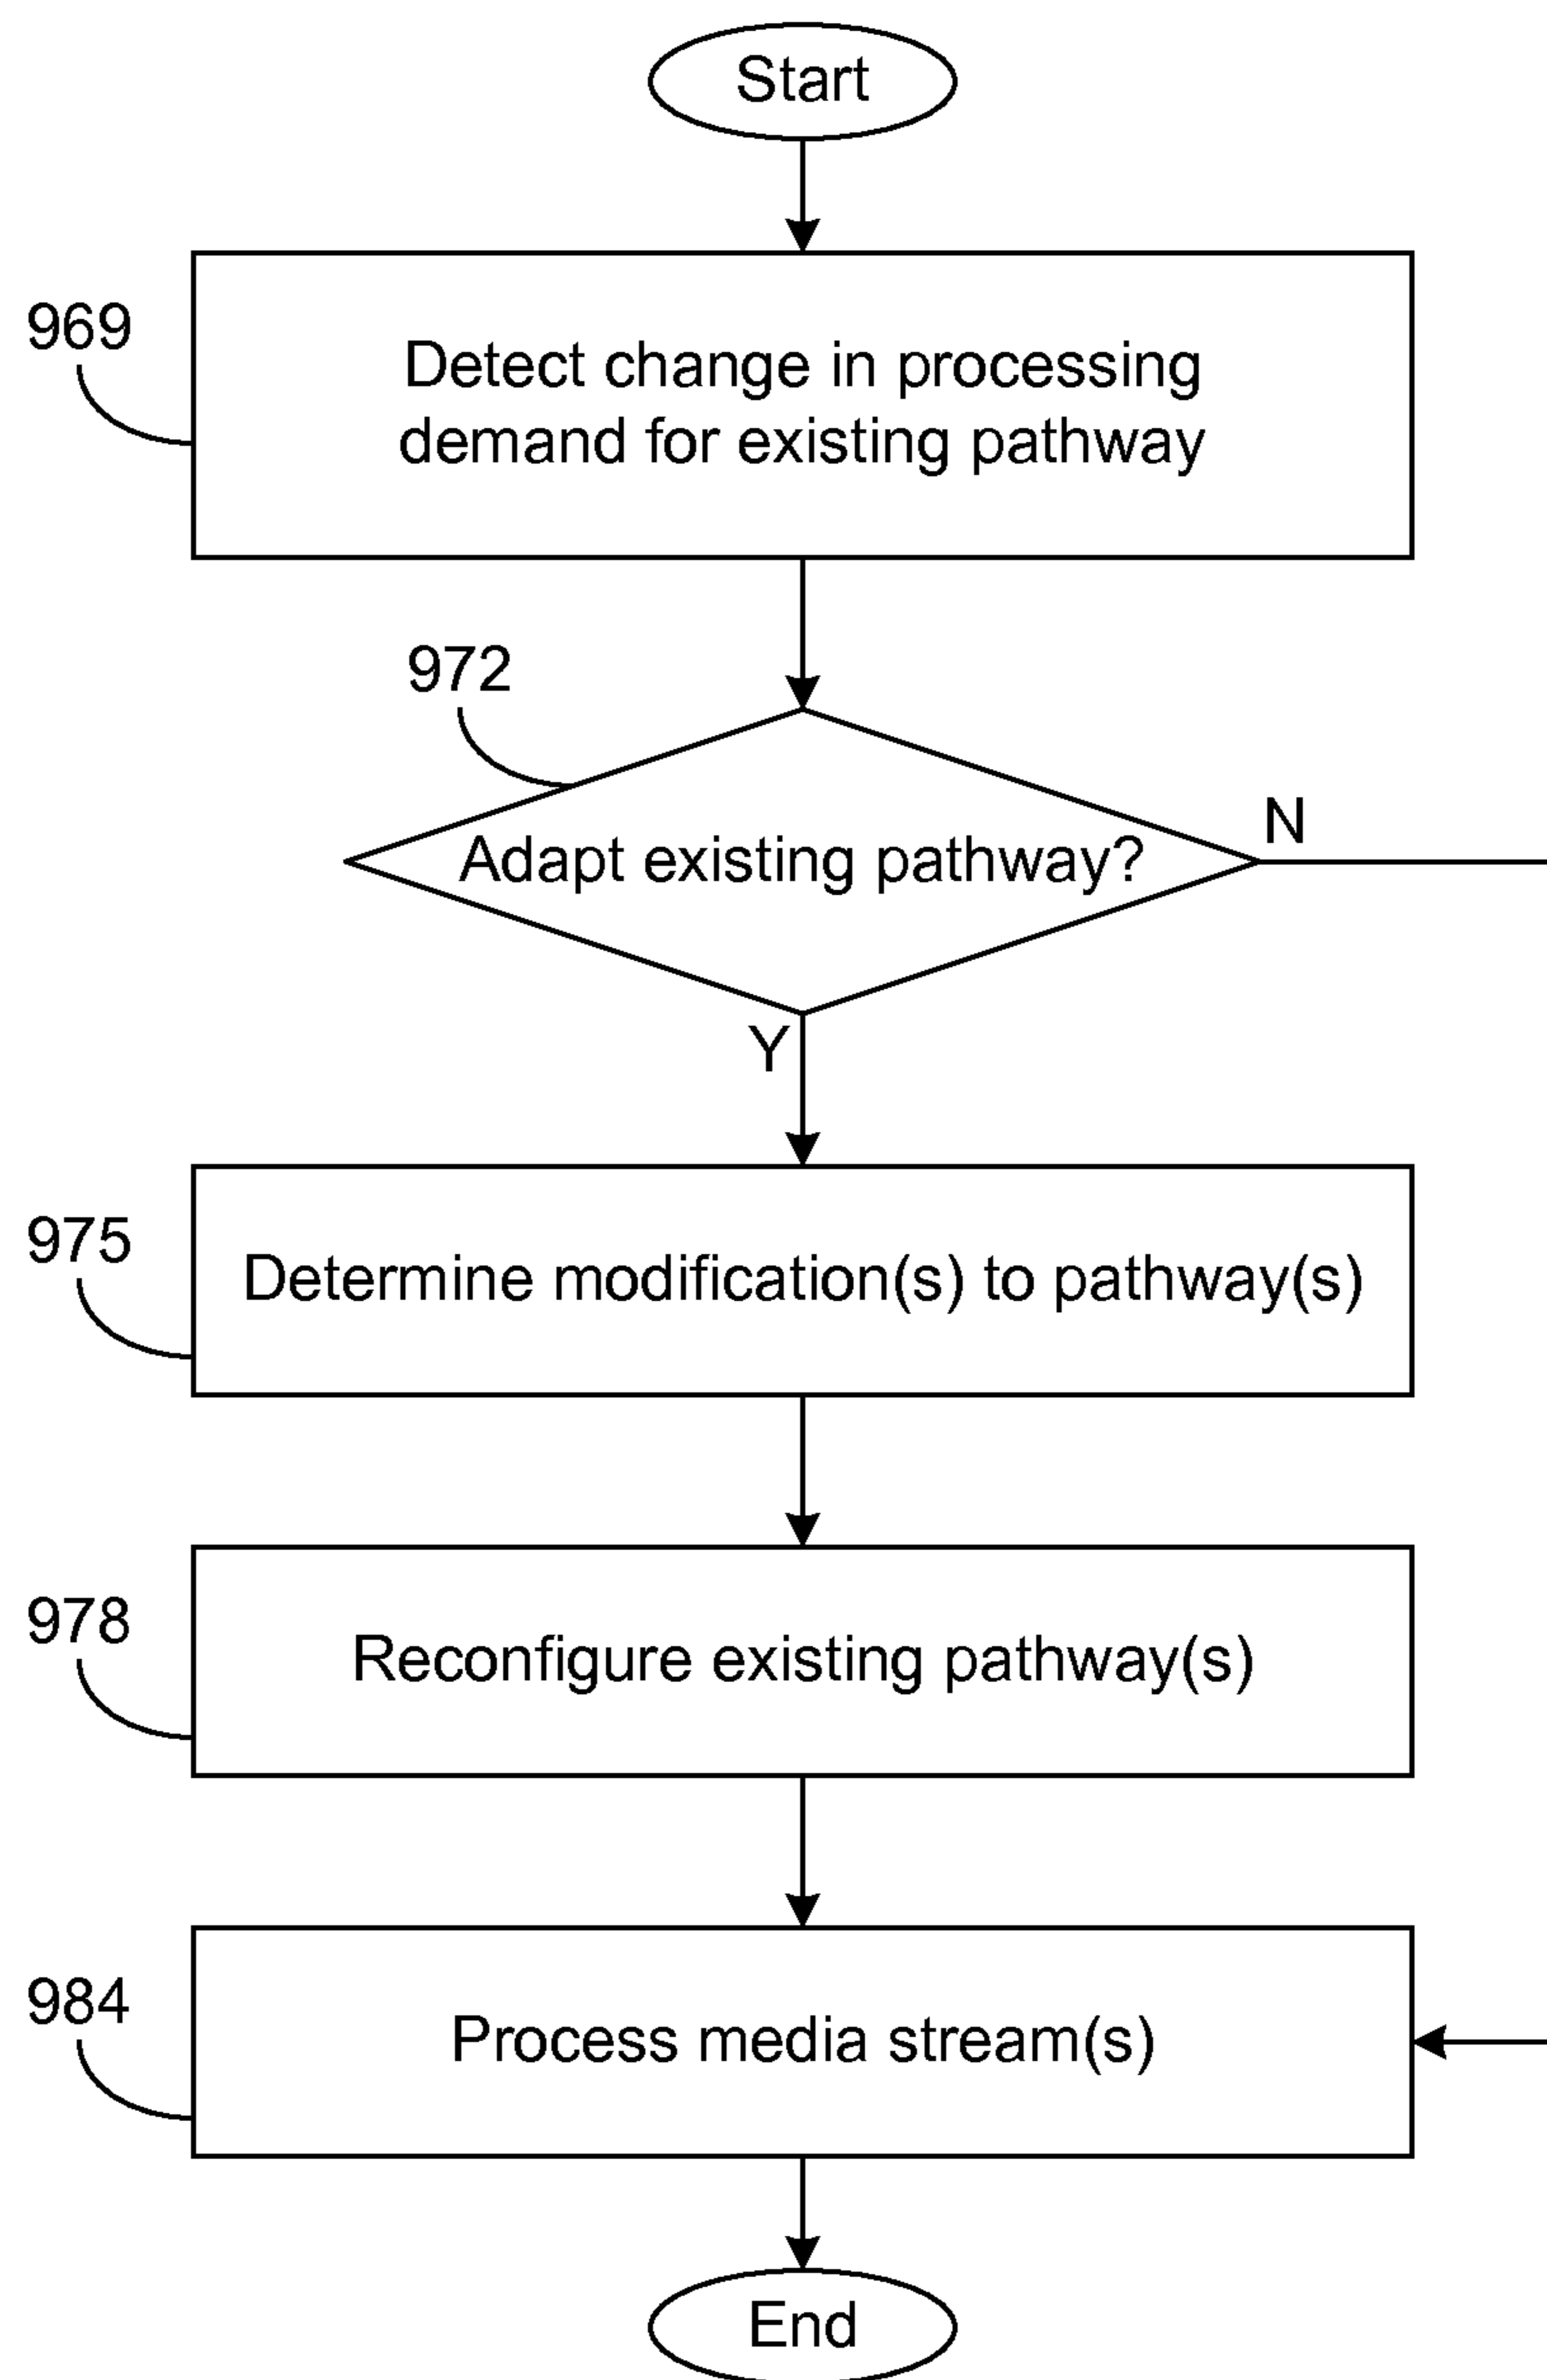 Start
969
Detect change in processing
demand for existing pathway
972
Adapt existing pathway?
N
Y
975
Determine modification(s) to pathway(s)
978
Reconfigure existing pathway(s)
984
Process media stream(s)
End